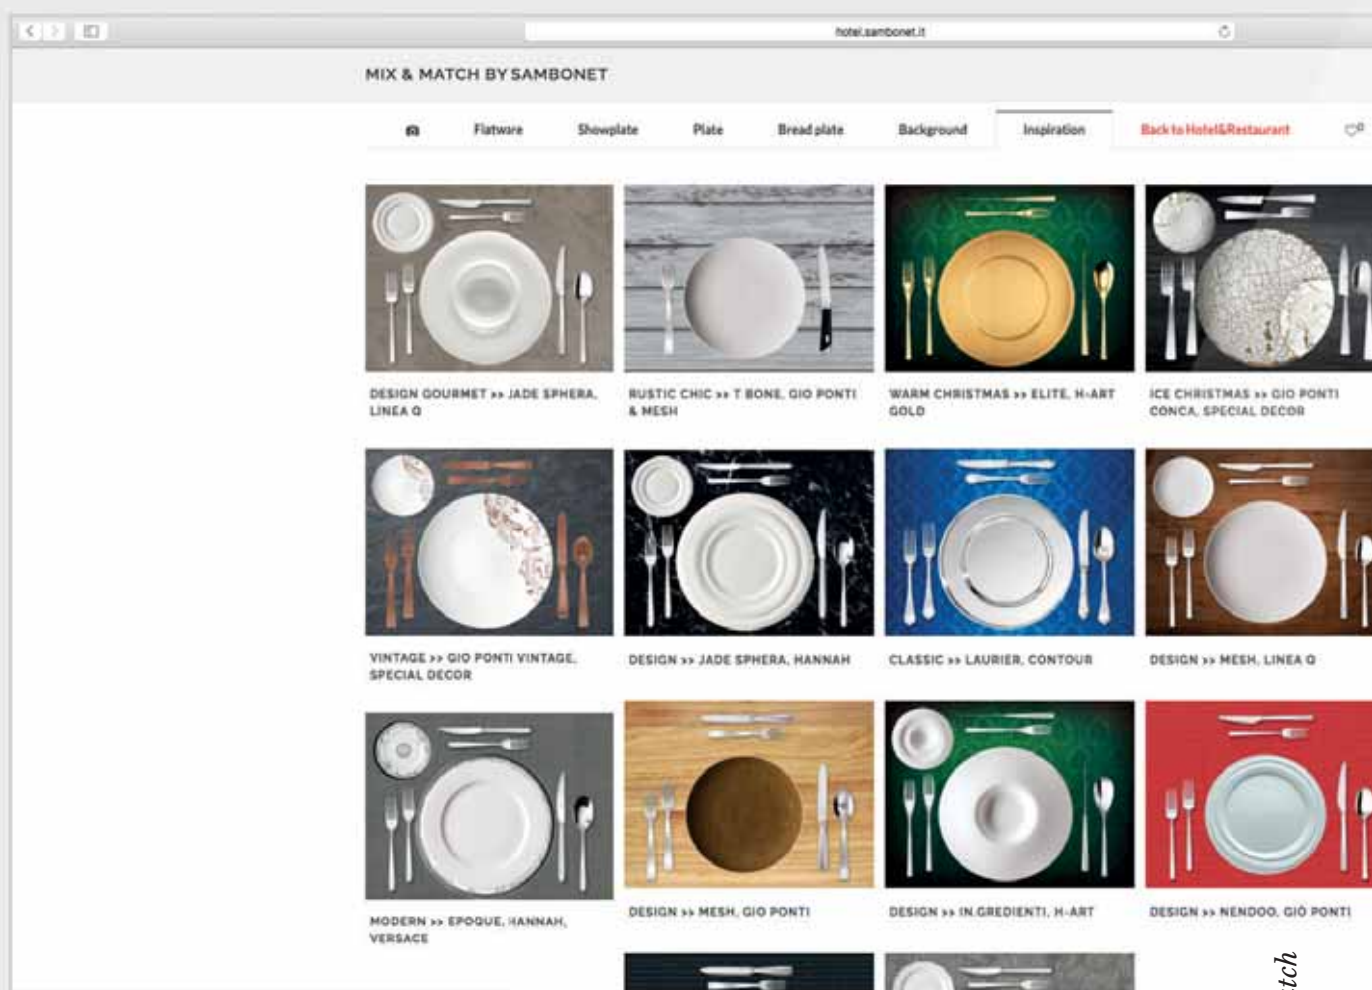 hotel.sambonet.it
MIX & MATCH BY SAMBONET
Flatware Showplate Plate Bread plate Background Inspiration Back to Hotel&Restaurant 0
DESIGN GOURMET >> JADE SPHERA,
LINEA Q
RUSTIC CHIC >> T BONE, GIO PONTI
& MESH
WARM CHRISTMAS >> ELITE, H-ART
GOLD
ICE CHRISTMAS >> GIO PONTI
CONCA, SPECIAL DECOR
VINTAGE >> GIO PONTI VINTAGE,
SPECIAL DECOR
DESIGN >> JADE SPHERA, HANNAH
CLASSIC >> LAURIER, CONTOUR
DESIGN >> MESH, LINEA Q
MODERN >> EPOQUE, HANNAH,
VERSACE
DESIGN >> MESH, GIO PONTI
DESIGN >> IN.GREDIENTI, H-ART
DESIGN >> NENDOO, GIÒ PONTI